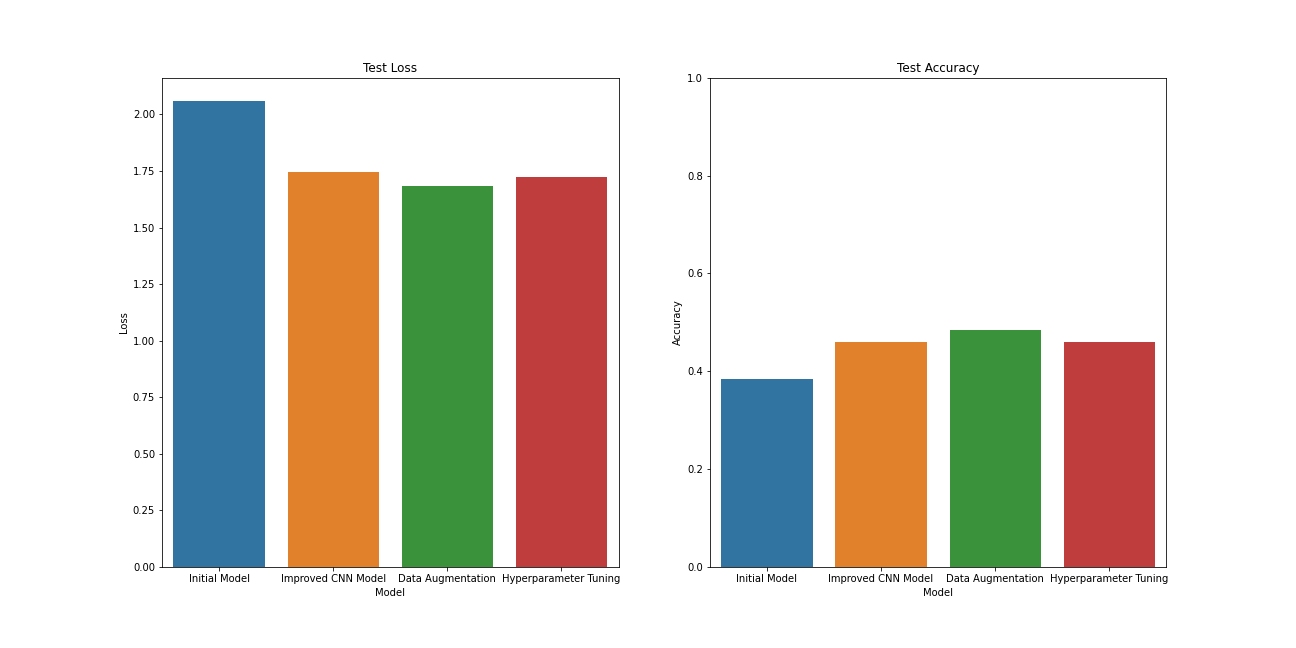 Test Loss
2.00
1.75
1.50
1.25
1.00
0.75
0.50
0.25
0.00
Loss
Initial Model Improved CNN Model Data Augmentation Hyperparameter Tuning
Model
Test Accuracy
1.0
0.8
0.6
0.4
0.2
0.0
Accuracy
Initial Model Improved CNN Model Data Augmentation Hyperparameter Tuning
Model